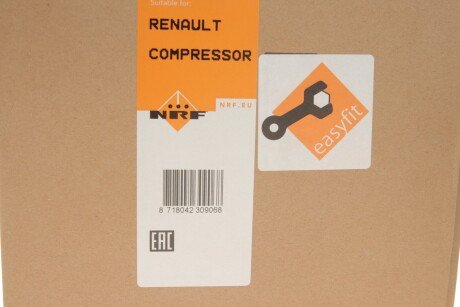 Suitable for:
RENAULT
COMPRESSOR
NRF
NRF.EU
easyfit
8 718042 309068
EAC